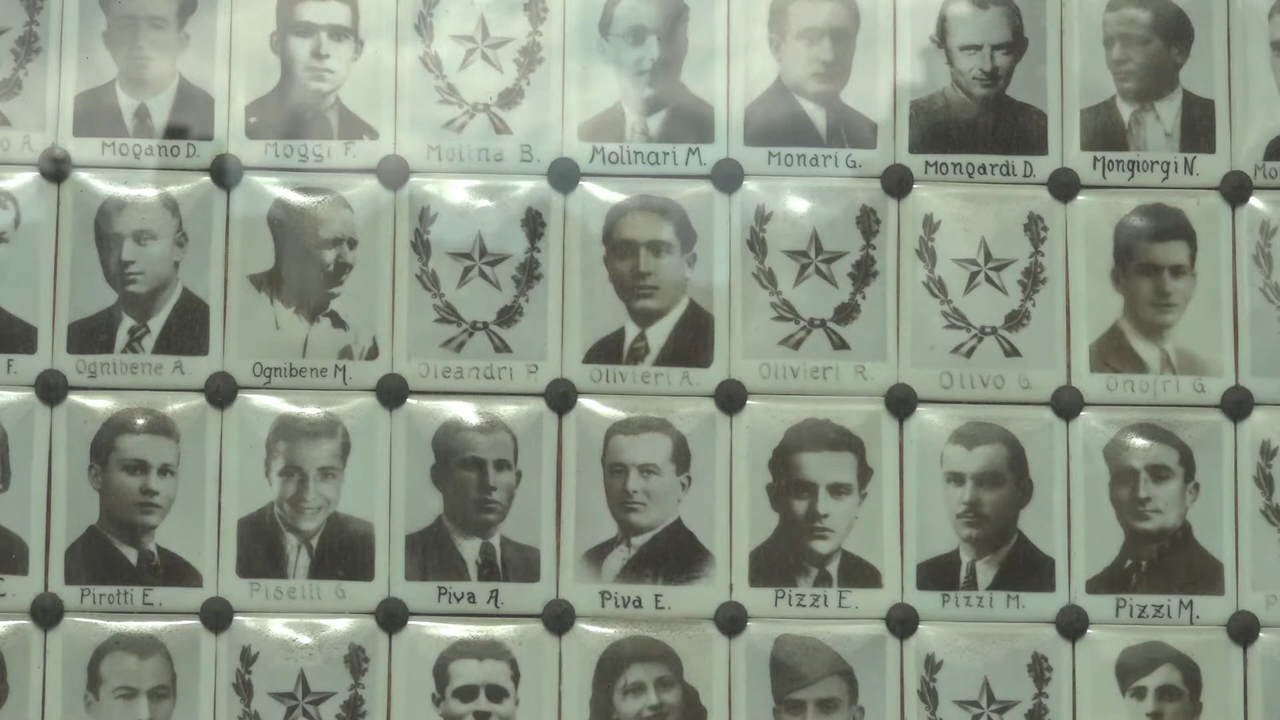 Mogano D.
Moggi F.
Molina B.
Molinari M.
Monari G.
Mongardi D.
Mongiorgi N.
F.
Ognibene A.
Ognibene M.
Oleandri P.
Olivieri A.
Olivieri R.
Olivo G.
Onofri G.
Pirotti E.
Piselli G.
Piva A.
Piva E.
Pizzi E.
Pizzi M.
Pizzi M.